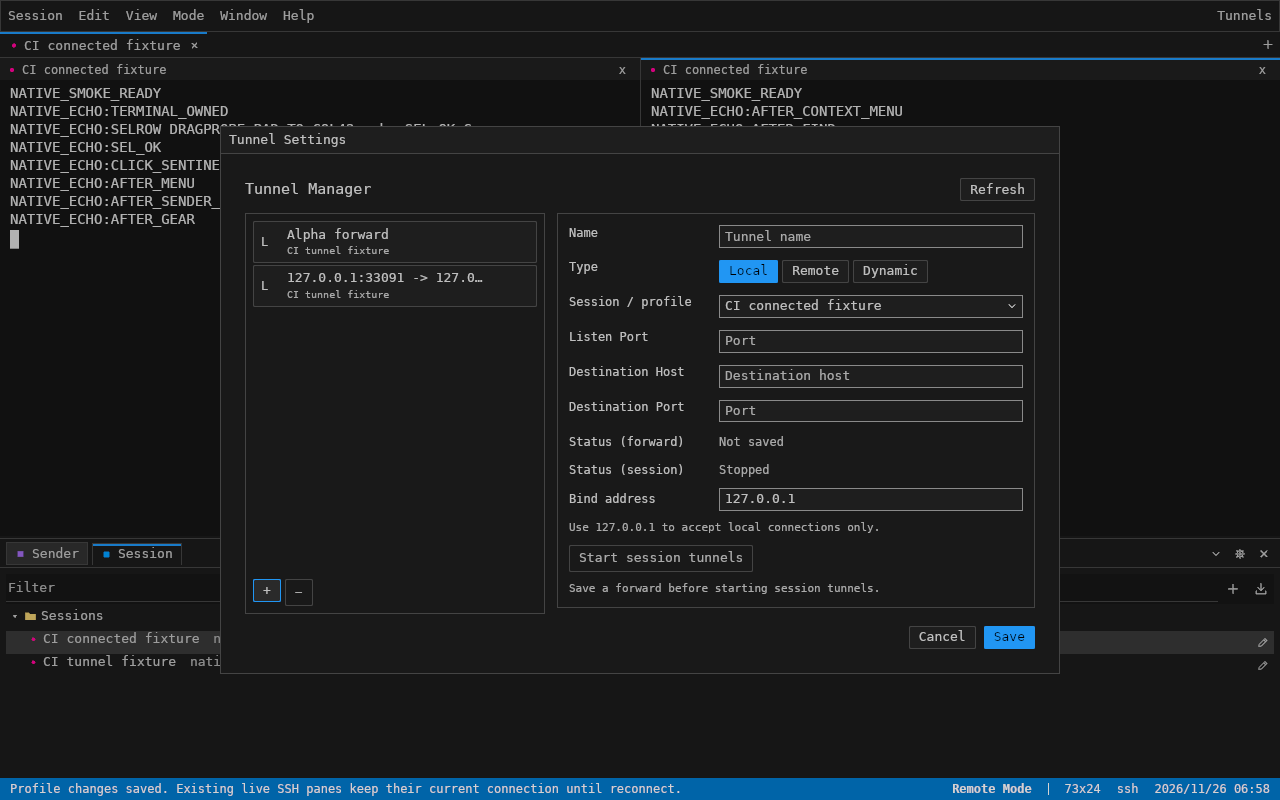 Session Edit View Mode Window Help Tunnels
CI connected fixture × +
CI connected fixture x
NATIVE_SMOKE_READY
NATIVE_ECHO:TERMINAL_OWNED
NATIVE_ECHO:SELROW
NATIVE_ECHO:SEL_OK
NATIVE_ECHO:CLICK_SENTINE
NATIVE_ECHO:AFTER_MENU
NATIVE_ECHO:AFTER_SENDER_
NATIVE_ECHO:AFTER_GEAR
CI connected fixture x
NATIVE_SMOKE_READY
NATIVE_ECHO:AFTER_CONTEXT_MENU
Tunnel Settings
Tunnel Manager
Refresh
L Alpha forward
CI tunnel fixture
L 127.0.0.1:33091 -> 127.0…
CI tunnel fixture
+ −
Name Tunnel name
Type Local Remote Dynamic
Session / profile CI connected fixture
Listen Port Port
Destination Host Destination host
Destination Port Port
Status (forward) Not saved
Status (session) Stopped
Bind address 127.0.0.1
Use 127.0.0.1 to accept local connections only.
Start session tunnels
Save a forward before starting session tunnels.
Cancel Save
Sender Session
Filter
Sessions
CI connected fixture n
CI tunnel fixture nati
Profile changes saved. Existing live SSH panes keep their current connection until reconnect. Remote Mode | 73x24 ssh 2026/11/26 06:58